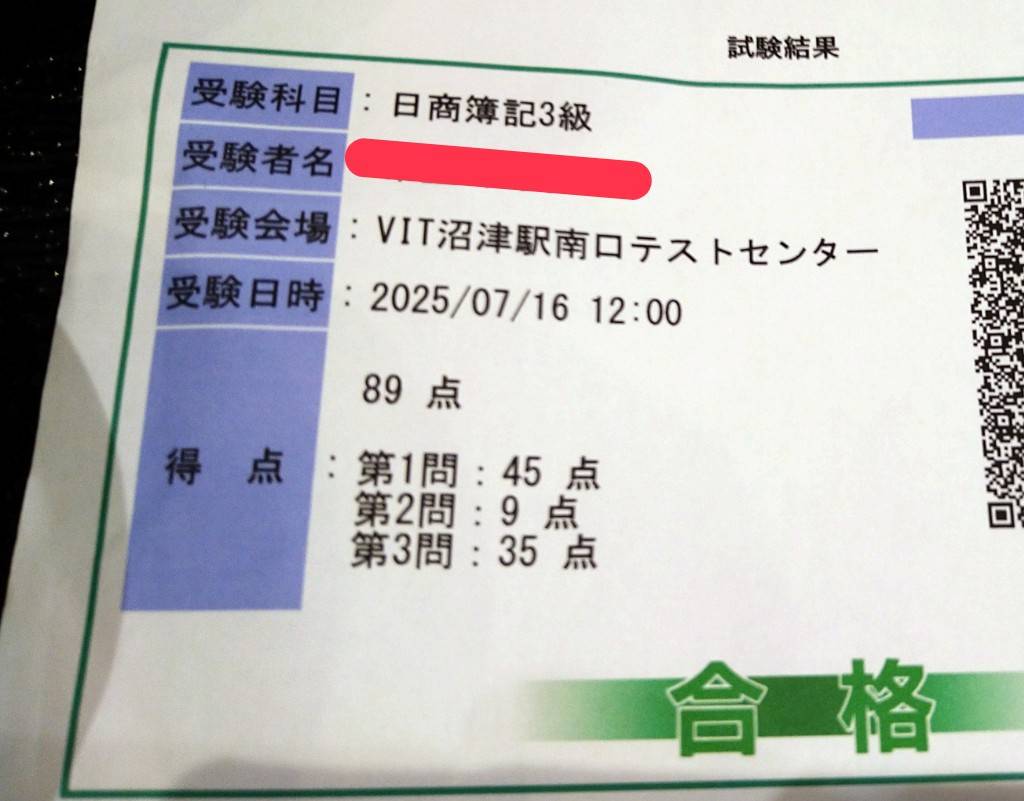 試験結果
受験科目：日商簿記3級
受験者名
受験会場：VIT沼津駅南口テストセンター
受験日時：2025/07/16 12:00
89 点
得　点：第1問：45 点
第2問：9 点
第3問：35 点
合　格